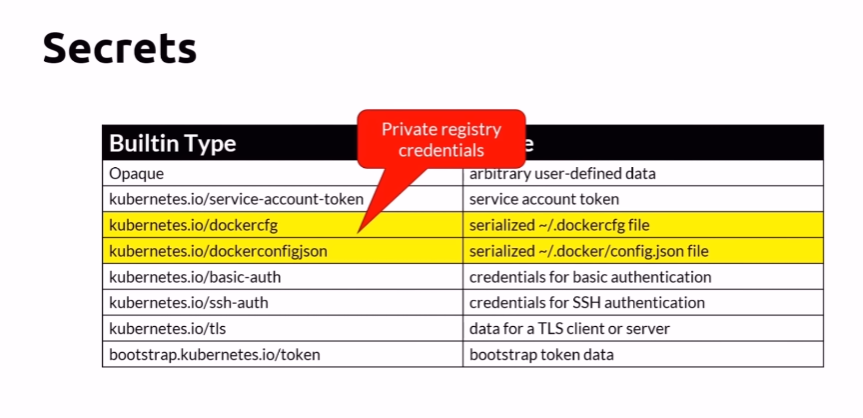 Secrets
Private registry
credentials
Builtin Type e
Opaque arbitrary user-defined data
kubernetes.io/service-account-token service account token
kubernetes.io/dockercfg serialized ~/.dockercfg file
kubernetes.io/dockerconfigjson serialized ~/.docker/config.json file
kubernetes.io/basic-auth credentials for basic authentication
kubernetes.io/ssh-auth credentials for SSH authentication
kubernetes.io/tls data for a TLS client or server
bootstrap.kubernetes.io/token bootstrap token data